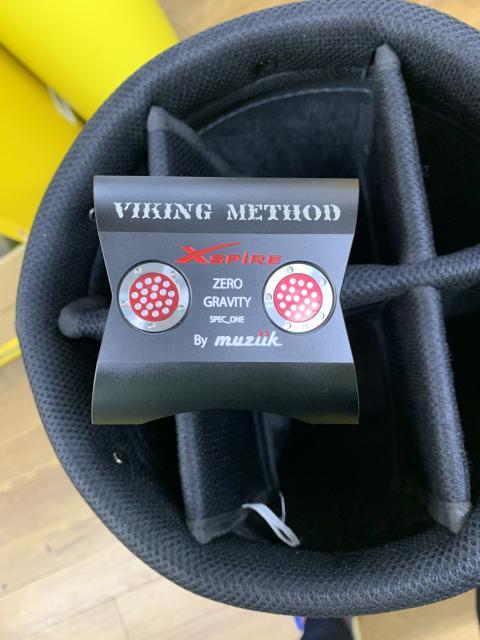 VIKING METHOD
XSPIRE
ZERO
GRAVITY
SPEC_ONE
By muziik